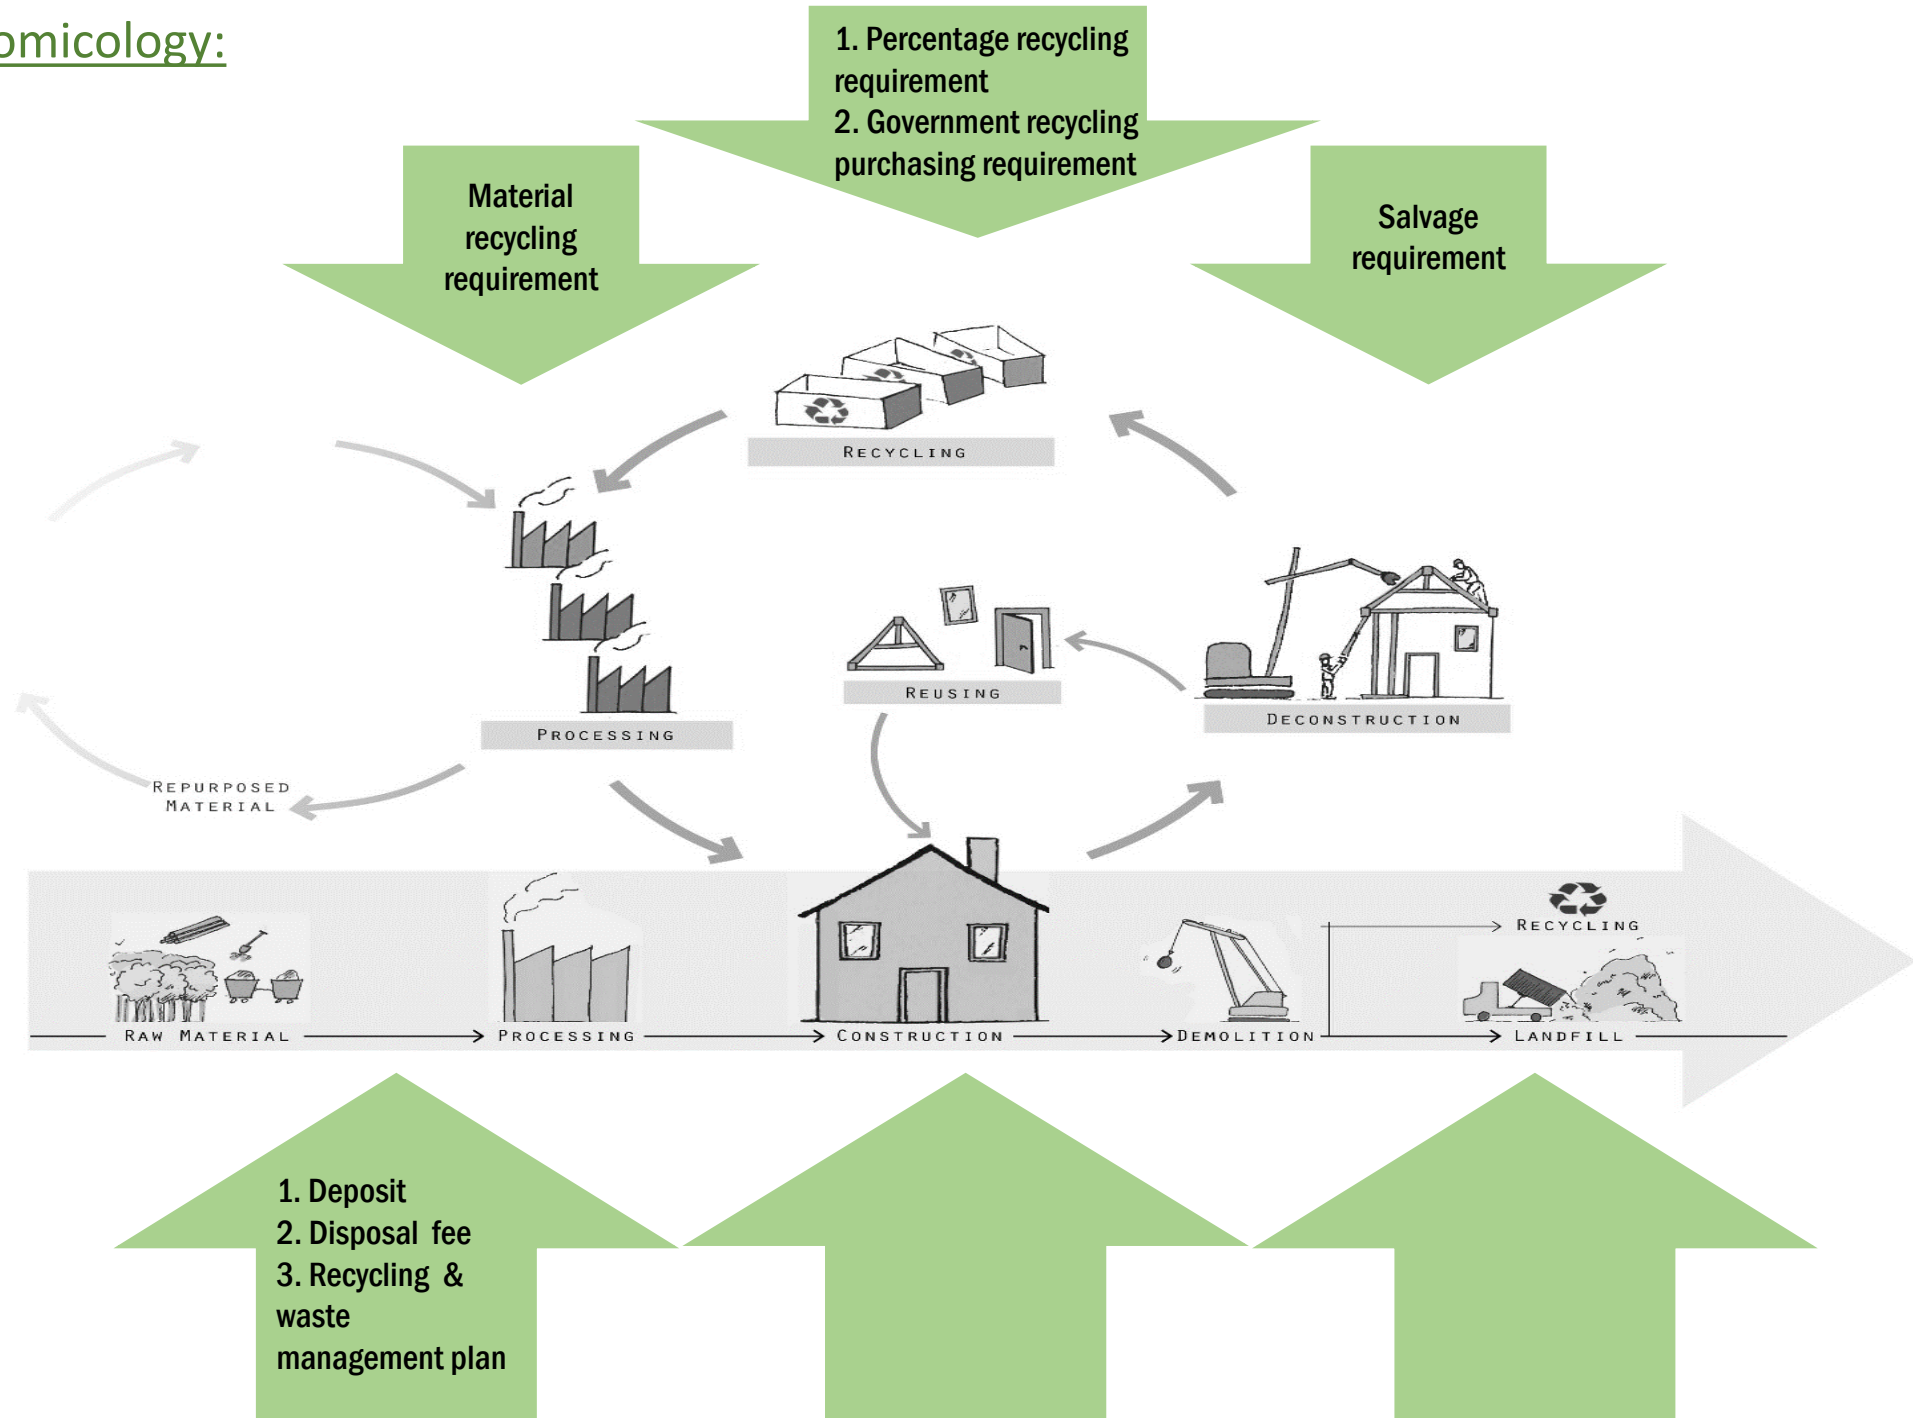 omicology:
1. Percentage recycling
requirement
2. Government recycling
purchasing requirement
Material
recycling
requirement
Salvage
requirement
RECYCLING
REUSING
DECONSTRUCTION
PROCESSING
REPURPOSED
MATERIAL
RECYCLING
RAW MATERIAL
PROCESSING
CONSTRUCTION
DEMOLITION
LANDFILL
1. Deposit
2. Disposal fee
3. Recycling &
waste
management plan